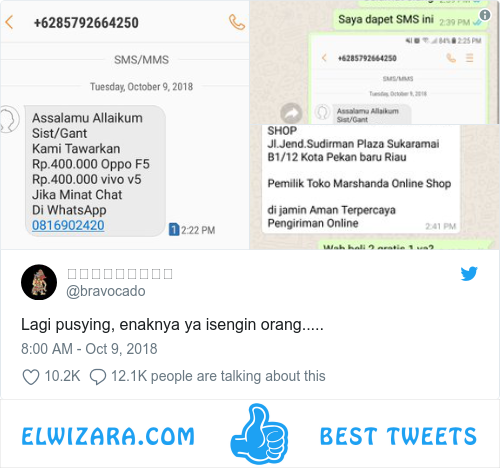 +6285792664250
SMS/MMS
Tuesday, October 9, 2018
Assalamu Allaikum
Sist/Gant
Kami Tawarkan
Rp.400.000 Oppo F5
Rp.400.000 vivo v5
Jika Minat Chat
Di WhatsApp
0816902420
1 2:22 PM
Saya dapet SMS ini 2:39 PM
84% 2:25 PM
+6285792664250
SMS/MMS
Tuesday, October 9, 2018
Assalamu Allaikum
Sist/Gant
SHOP
Jl.Jend.Sudirman Plaza Sukaramai
B1/12 Kota Pekan baru Riau
Pemilik Toko Marshanda Online Shop
di jamin Aman Terpercaya
Pengiriman Online
2:41 PM
Wah beli 2 gratis 1 ya?
@bravocado
Lagi pusying, enaknya ya isengin orang.....
8:00 AM - Oct 9, 2018
10.2K 12.1K people are talking about this
ELWIZARA.COM
BEST TWEETS